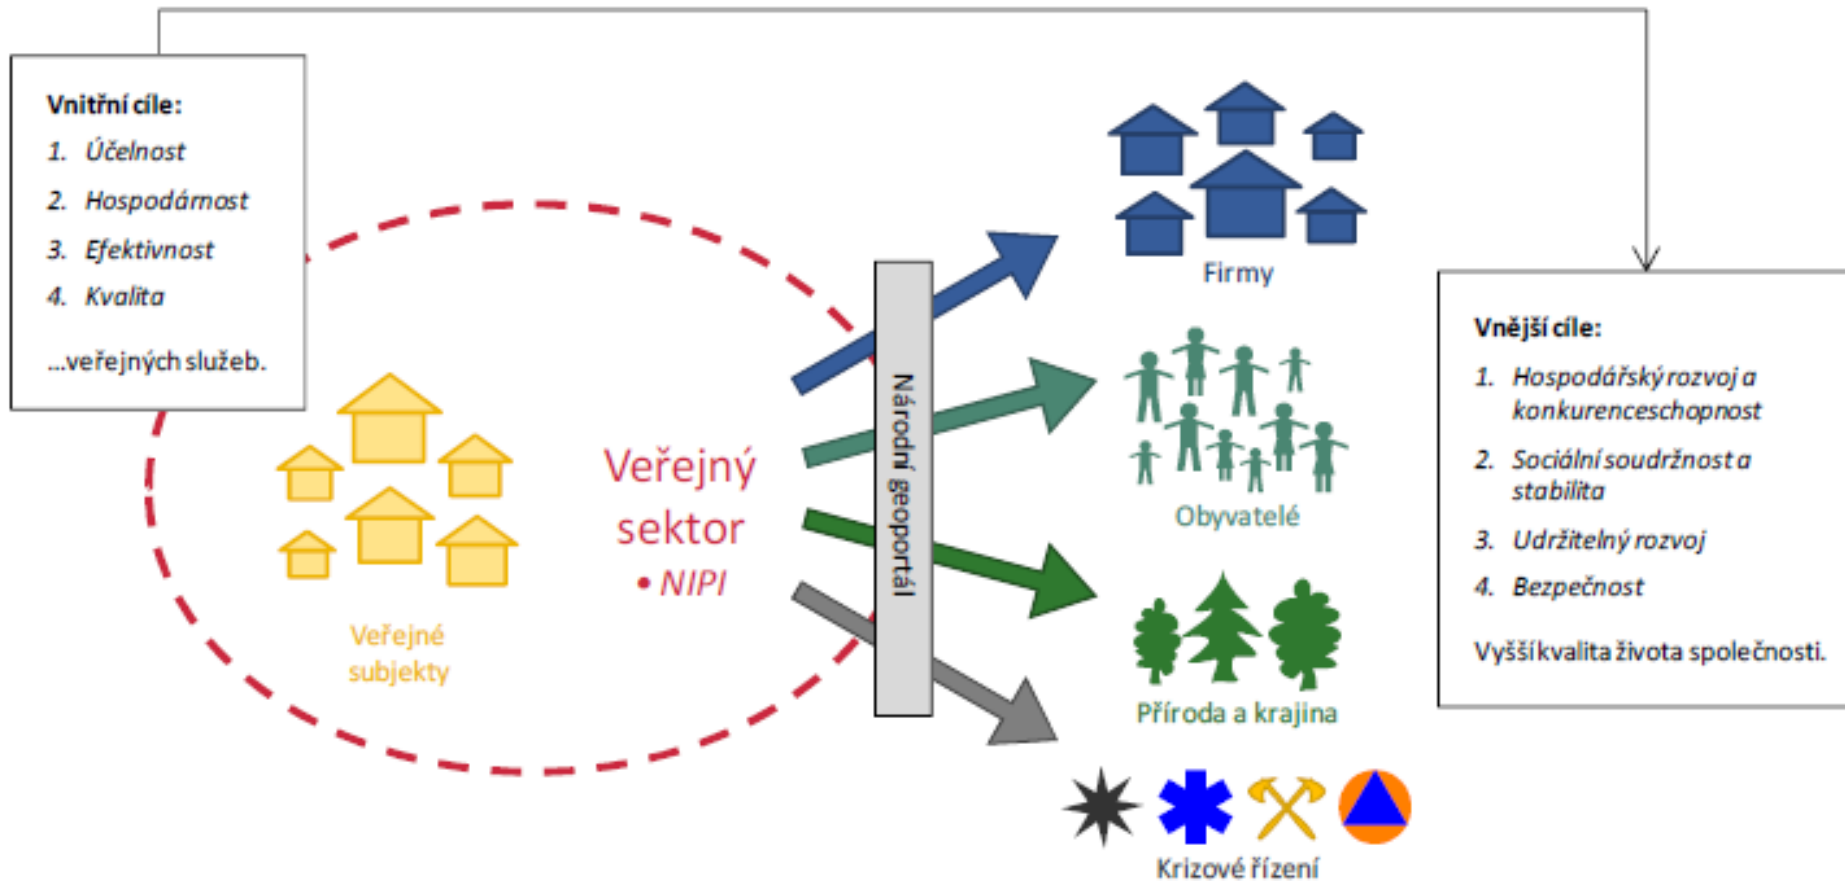 Vnitřní cíle:
1. Účelnost
2. Hospodárnost
3. Efektivnost
4. Kvalita
...veřejných služeb.
Veřejné
subjekty
Veřejný
sektor
• NIPI
Národní geoportál
Firmy
Obyvatelé
Příroda a krajina
Krizové řízení
Vnější cíle:
1. Hospodářský rozvoj a
konkurenceschopnost
2. Sociální soudržnost a
stabilita
3. Udržitelný rozvoj
4. Bezpečnost
Vyšší kvalita života společnosti.